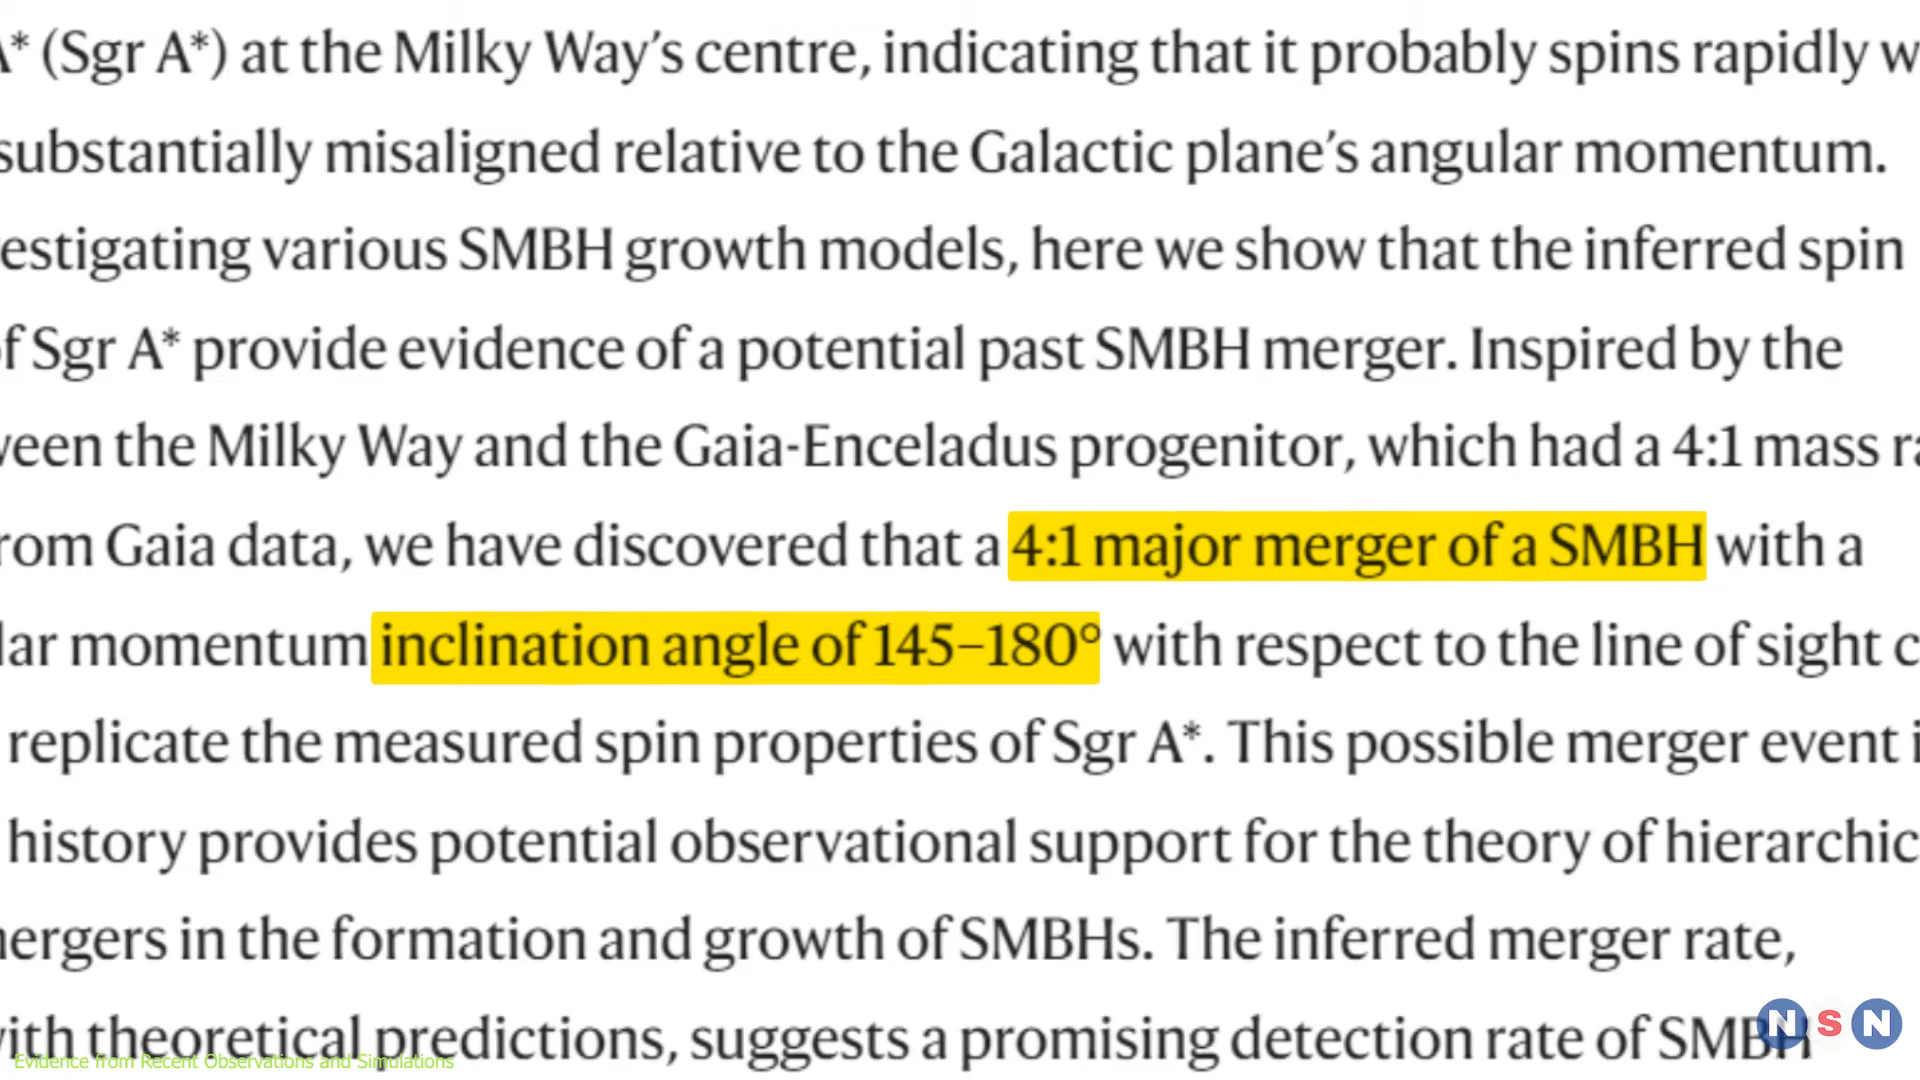 A* (Sgr A*) at the Milky Way’s centre, indicating that it probably spins rapidly w
substantially misaligned relative to the Galactic plane’s angular momentum.
estigating various SMBH growth models, here we show that the inferred spin
of Sgr A* provide evidence of a potential past SMBH merger. Inspired by the
ween the Milky Way and the Gaia-Enceladus progenitor, which had a 4:1 mass ra
rom Gaia data, we have discovered that a 4:1 major merger of a SMBH with a
lar momentum inclination angle of 145–180° with respect to the line of sight c
replicate the measured spin properties of Sgr A*. This possible merger event i
history provides potential observational support for the theory of hierarchic
mergers in the formation and growth of SMBHs. The inferred merger rate,
with theoretical predictions, suggests a promising detection rate of SMBH
Evidence from Recent Observations and Simulations
NSN